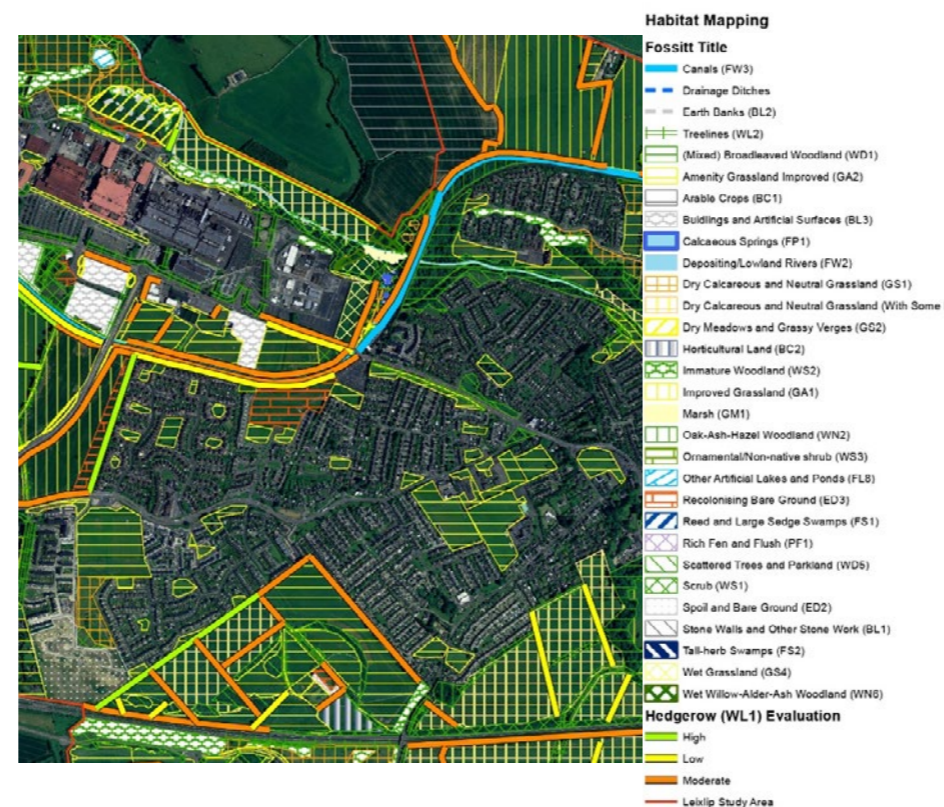 Habitat Mapping
Fossitt Title
Canals (FW3)
Drainage Ditches
Earth Banks (BL2)
Treelines (WL2)
(Mixed) Broadleaved Woodland (WD1)
Amenity Grassland Improved (GA2)
Arable Crops (BC1)
Buidlings and Artificial Surfaces (BL3)
Calcaeous Springs (FP1)
Depositing/Lowland Rivers (FW2)
Dry Calcareous and Neutral Grassland (GS1)
Dry Calcareous and Neutral Grassland (With Some
Dry Meadows and Grassy Verges (GS2)
Horticultural Land (BC2)
Immature Woodland (WS2)
Improved Grassland (GA1)
Marsh (GM1)
Oak-Ash-Hazel Woodland (WN2)
Ornamental/Non-native shrub (WS3)
Other Artificial Lakes and Ponds (FL8)
Recolonising Bare Ground (ED3)
Reed and Large Sedge Swamps (FS1)
Rich Fen and Flush (PF1)
Scattered Trees and Parkland (WD5)
Scrub (WS1)
Spoil and Bare Ground (ED2)
Stone Walls and Other Stone Work (BL1)
Tall-herb Swamps (FS2)
Wet Grassland (GS4)
Wet Willow-Alder-Ash Woodland (WN6)
Hedgerow (WL1) Evaluation
High
Low
Moderate
Leixlip Study Area